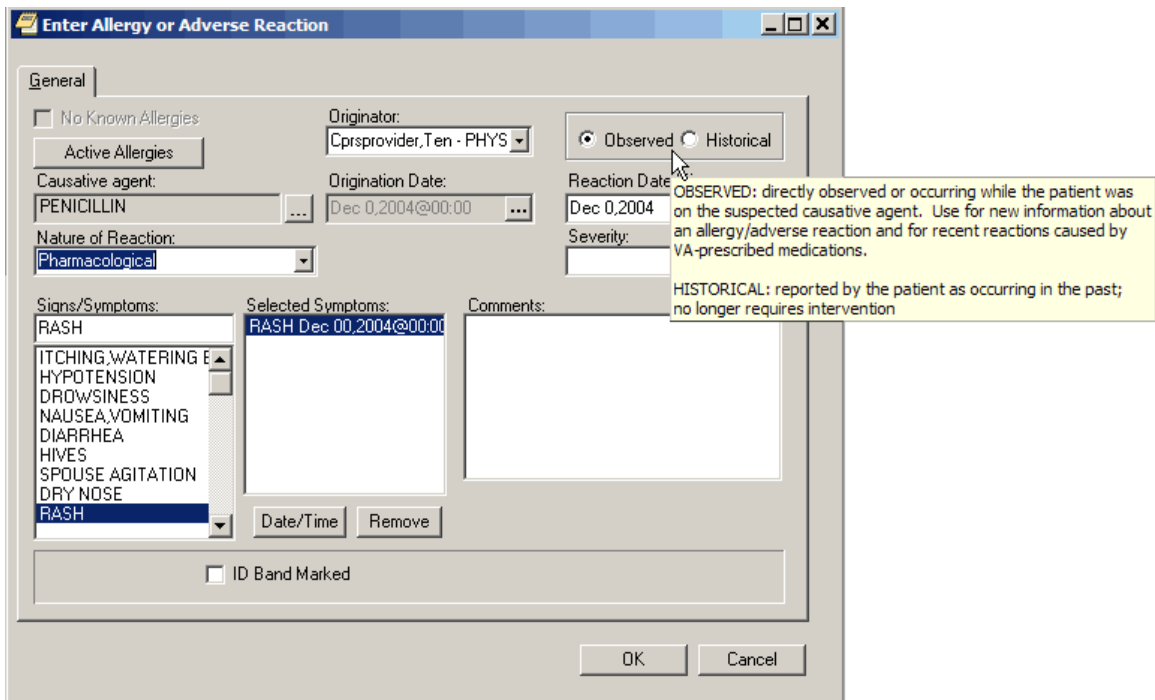 Enter Allergy or Adverse Reaction
General
No Known Allergies
Active Allergies
Originator:
Cprsprovider,Ten - PHYS
Observed
Historical
Causative agent:
PENICILLIN
...
Origination Date:
Dec 0,2004@00:00
...
Reaction Date
Dec 0,2004
Nature of Reaction:
Pharmacological
Severity:
OBSERVED: directly observed or occurring while the patient was
on the suspected causative agent.  Use for new information about
an allergy/adverse reaction and for recent reactions caused by
VA-prescribed medications.
HISTORICAL: reported by the patient as occurring in the past;
no longer requires intervention
Signs/Symptoms:
RASH
ITCHING,WATERING E
HYPOTENSION
DROWSINESS
NAUSEA,VOMITING
DIARRHEA
HIVES
SPOUSE AGITATION
DRY NOSE
RASH
Selected Symptoms:
RASH Dec 00,2004@00:00
Comments:
Date/Time
Remove
ID Band Marked
OK
Cancel